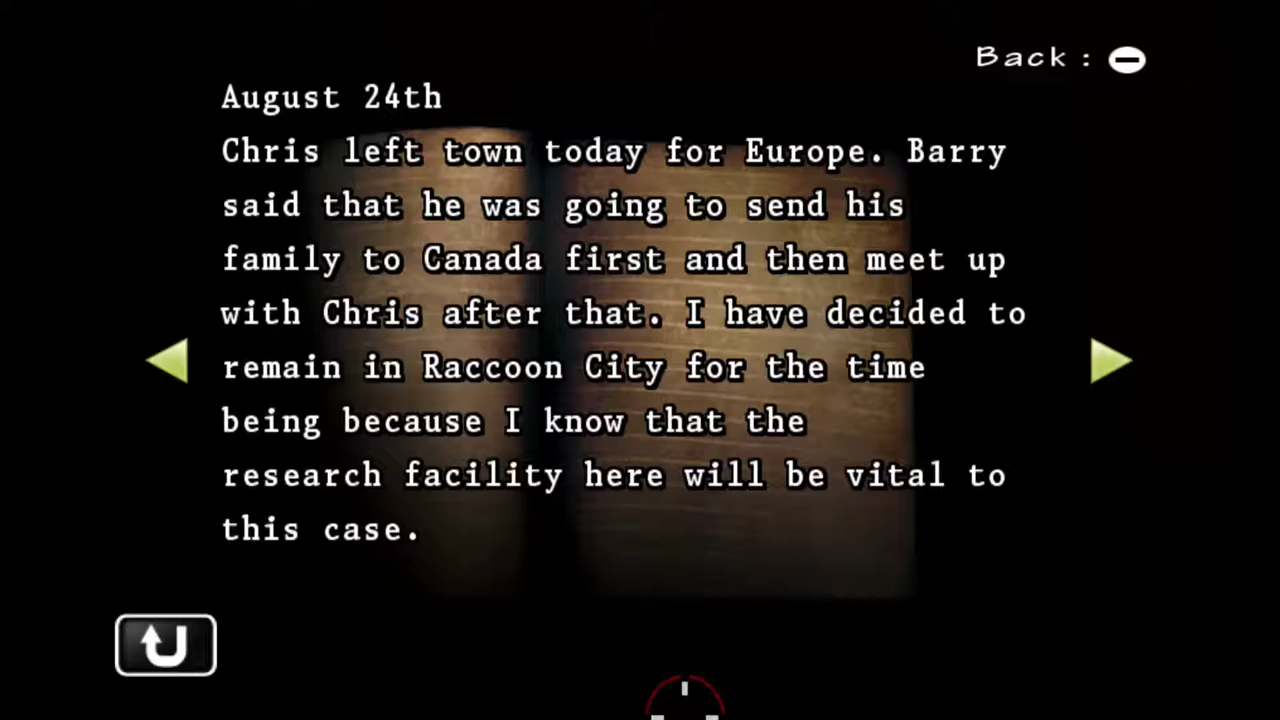 Back :
August 24th
Chris left town today for Europe. Barry
said that he was going to send his
family to Canada first and then meet up
with Chris after that. I have decided to
remain in Raccoon City for the time
being because I know that the
research facility here will be vital to
this case.